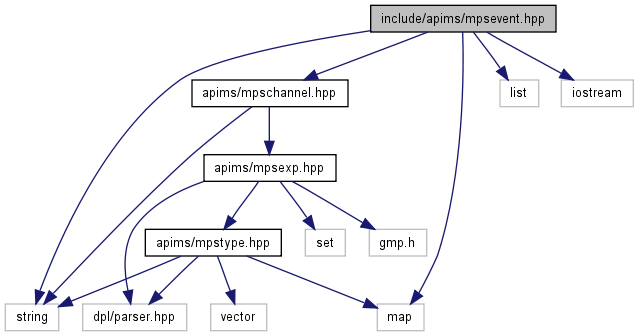 include/apims/mpsevent.hpp
apims/mpschannel.hpp
list
iostream
apims/mpsexp.hpp
apims/mpstype.hpp
set
gmp.h
string
dpl/parser.hpp
vector
map